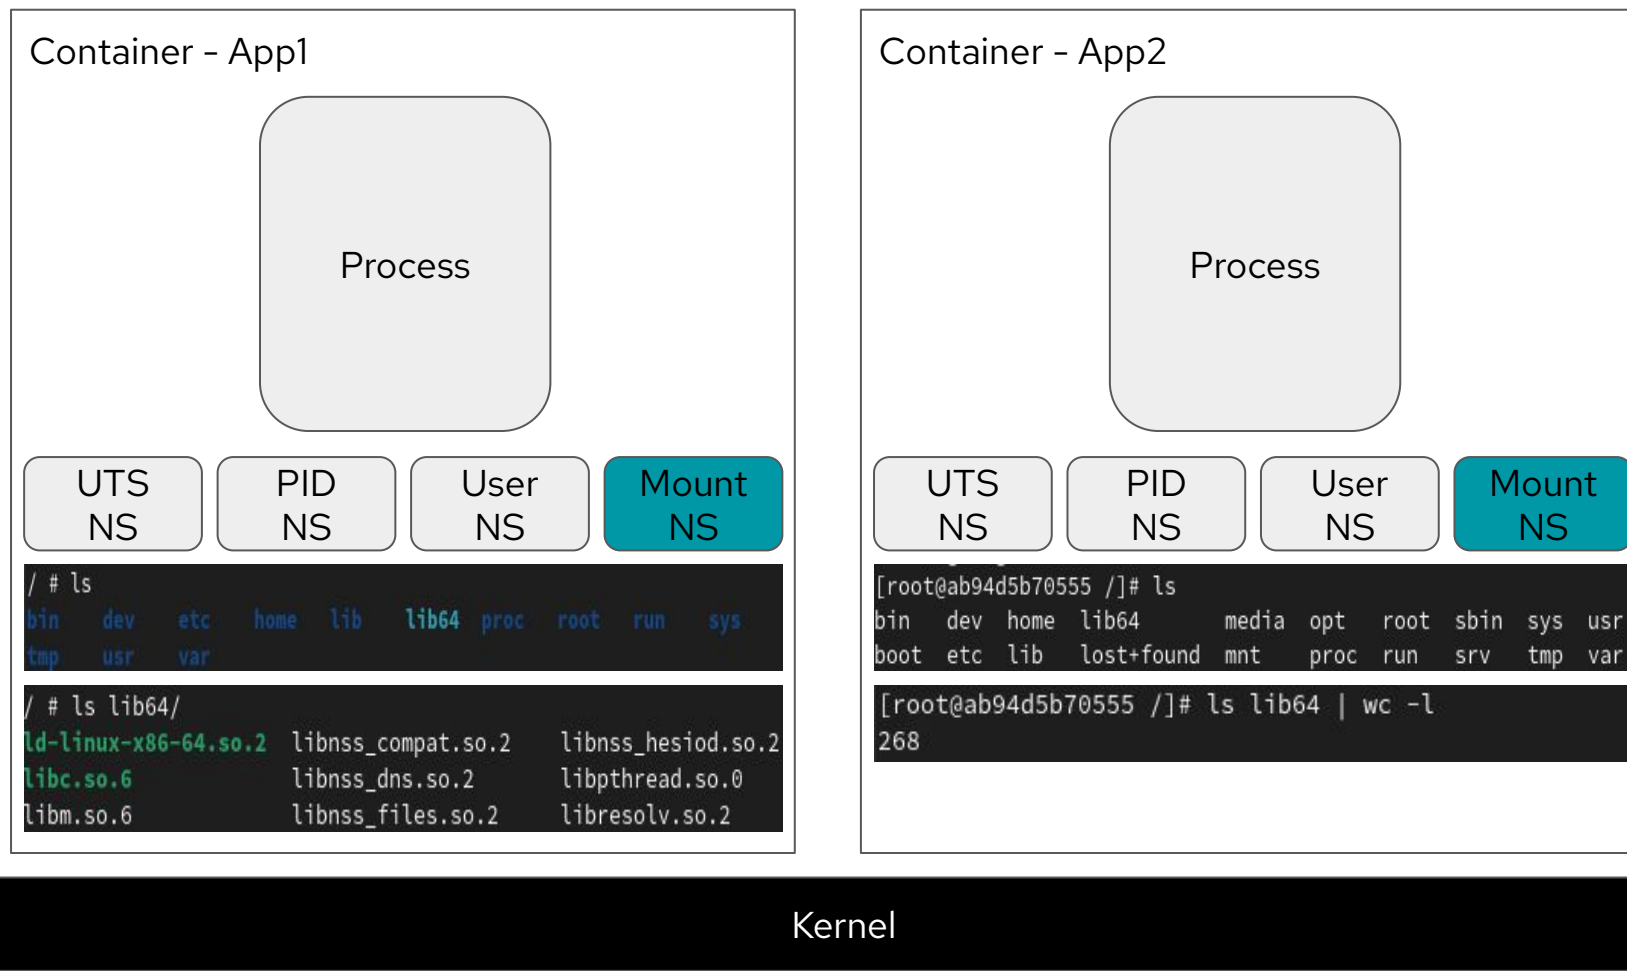 Container - App1
Process
UTS NS
PID NS
User NS
Mount NS
/ # ls
bin dev etc home lib lib64 proc root run sys
tmp usr var
/ # ls lib64/
ld-linux-x86-64.so.2 libnss_compat.so.2 libnss_hesiod.so.2
libc.so.6 libnss_dns.so.2 libpthread.so.0
libm.so.6 libnss_files.so.2 libresolv.so.2
Container - App2
Process
UTS NS
PID NS
User NS
Mount NS
[root@ab94d5b70555 /]# ls
bin dev home lib64 media opt root sbin sys usr
boot etc lib lost+found mnt proc run srv tmp var
[root@ab94d5b70555 /]# ls lib64 | wc -l
268
Kernel